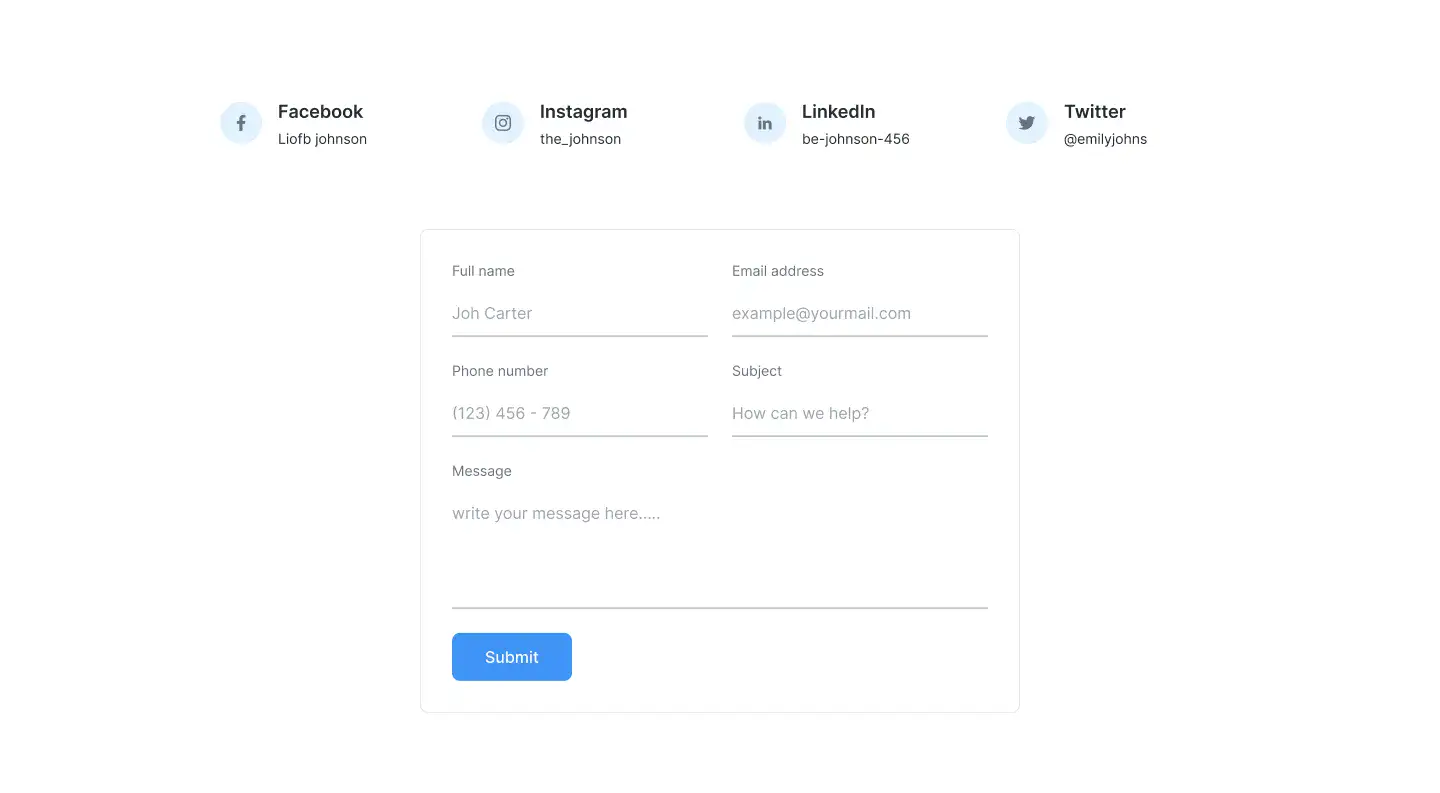 Facebook
Liofb johnson
Instagram
the_johnson
LinkedIn
be-johnson-456
Twitter
@emilyjohns
Full name
Joh Carter
Email address
example@yourmail.com
Phone number
(123) 456 - 789
Subject
How can we help?
Message
write your message here.....
Submit